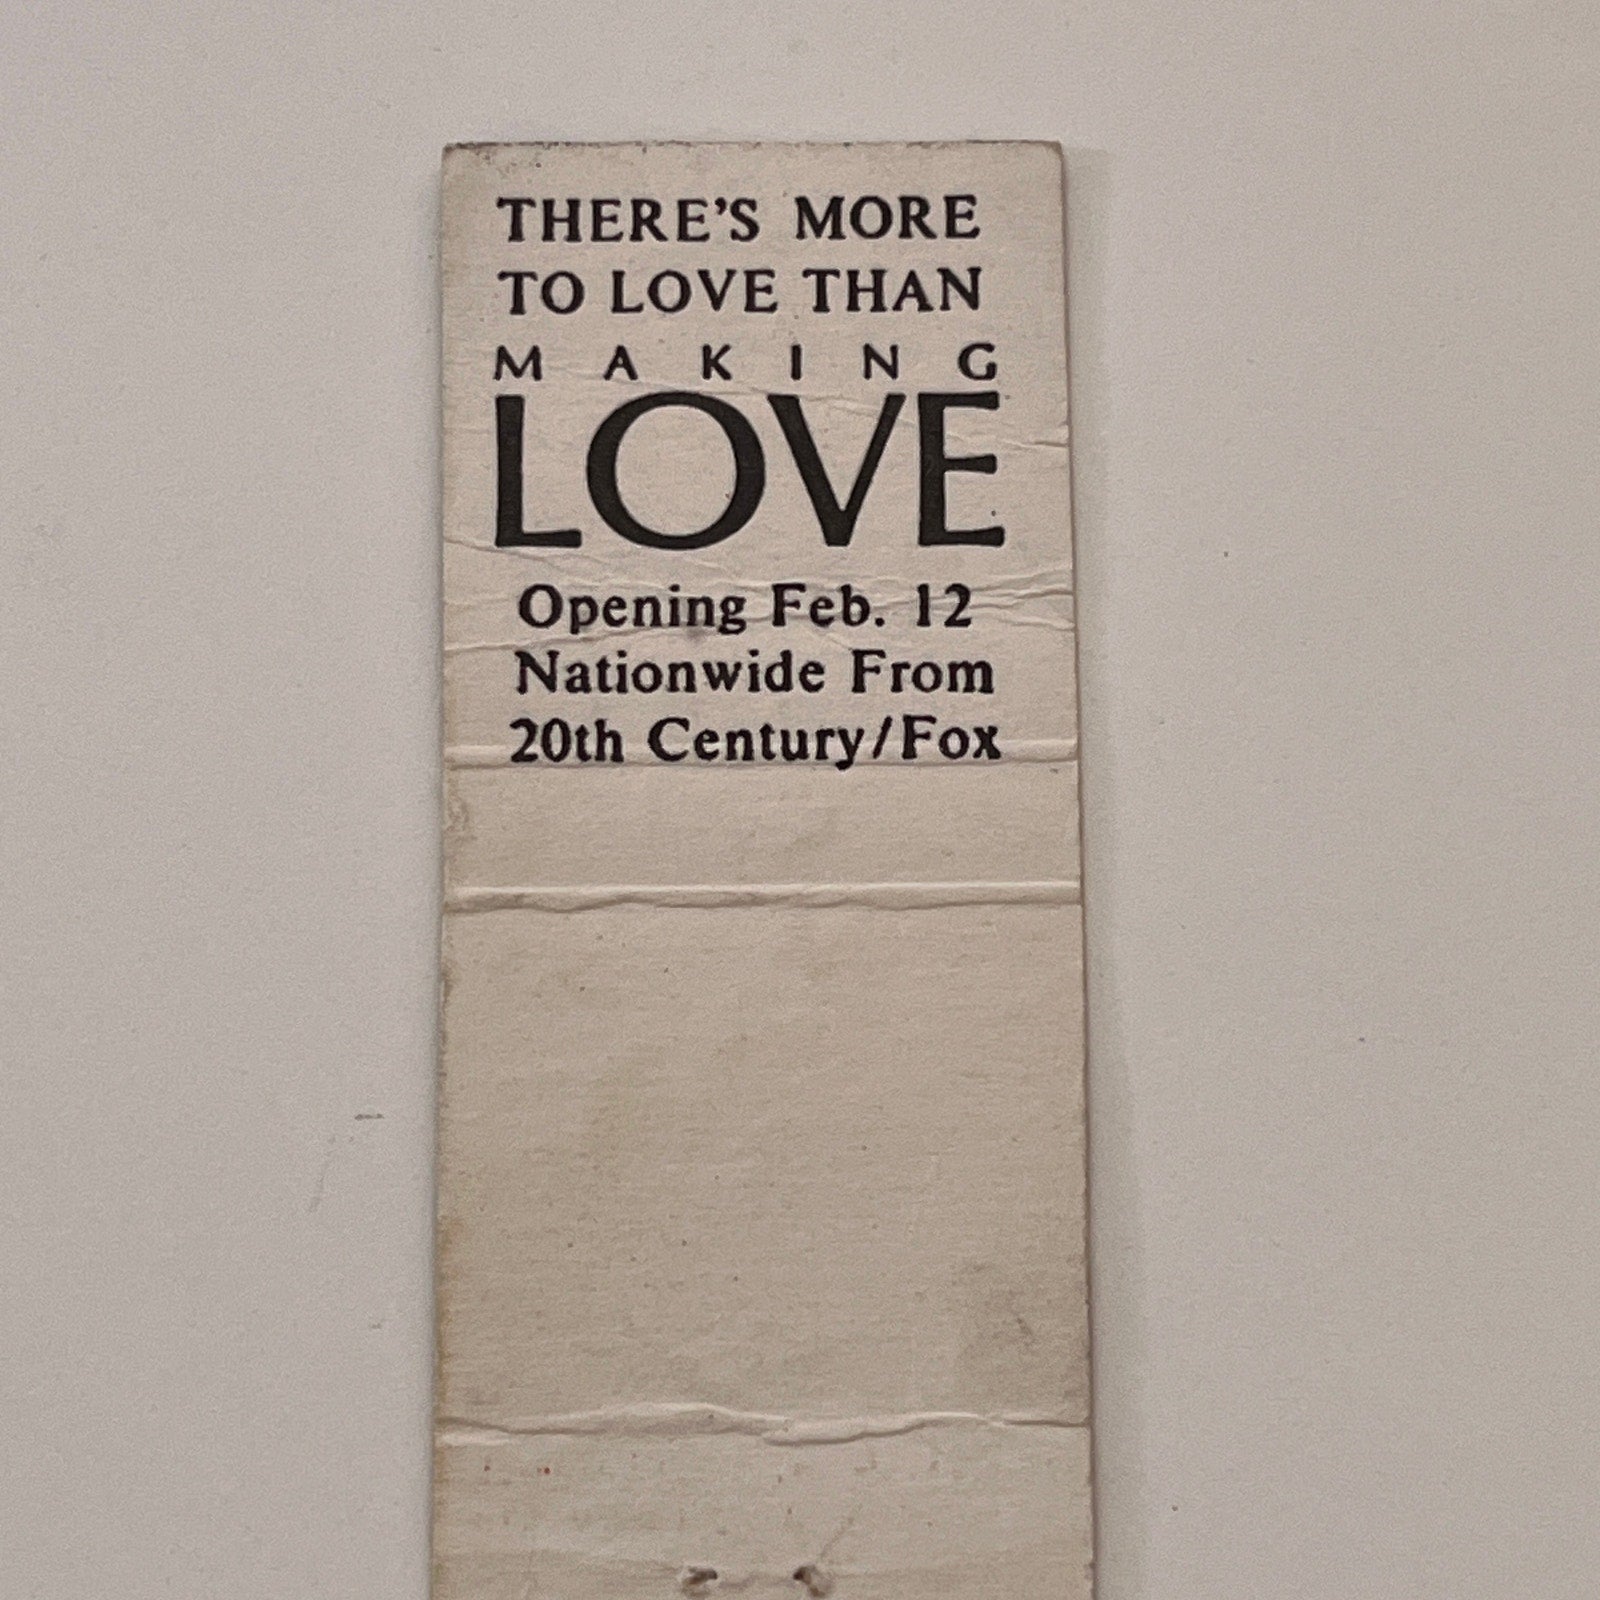 THERE'S MORE
TO LOVE THAN
MAKING
LOVE
Opening Feb. 12
Nationwide From
20th Century/Fox